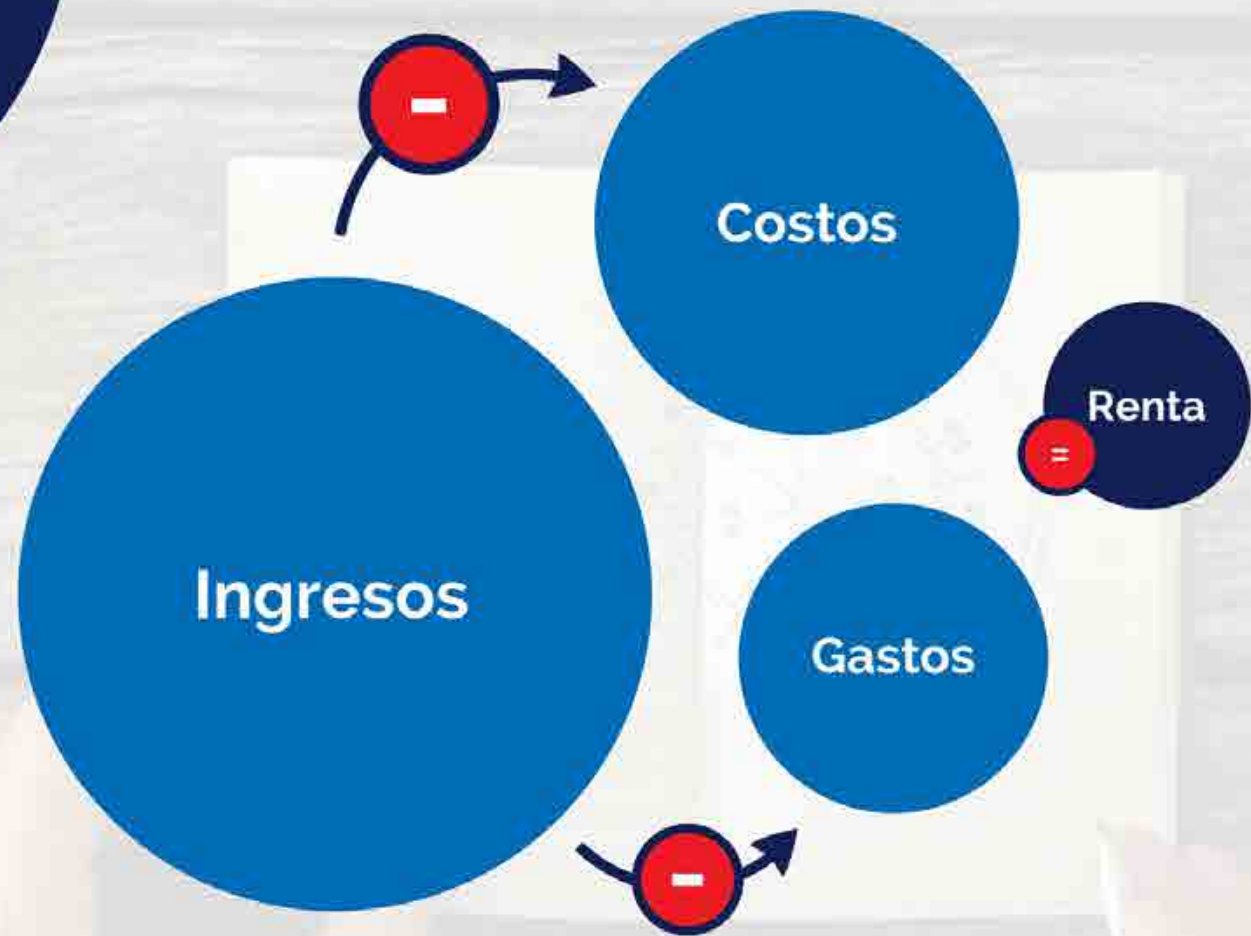 -
Costos
Renta
=
Ingresos
Gastos
-